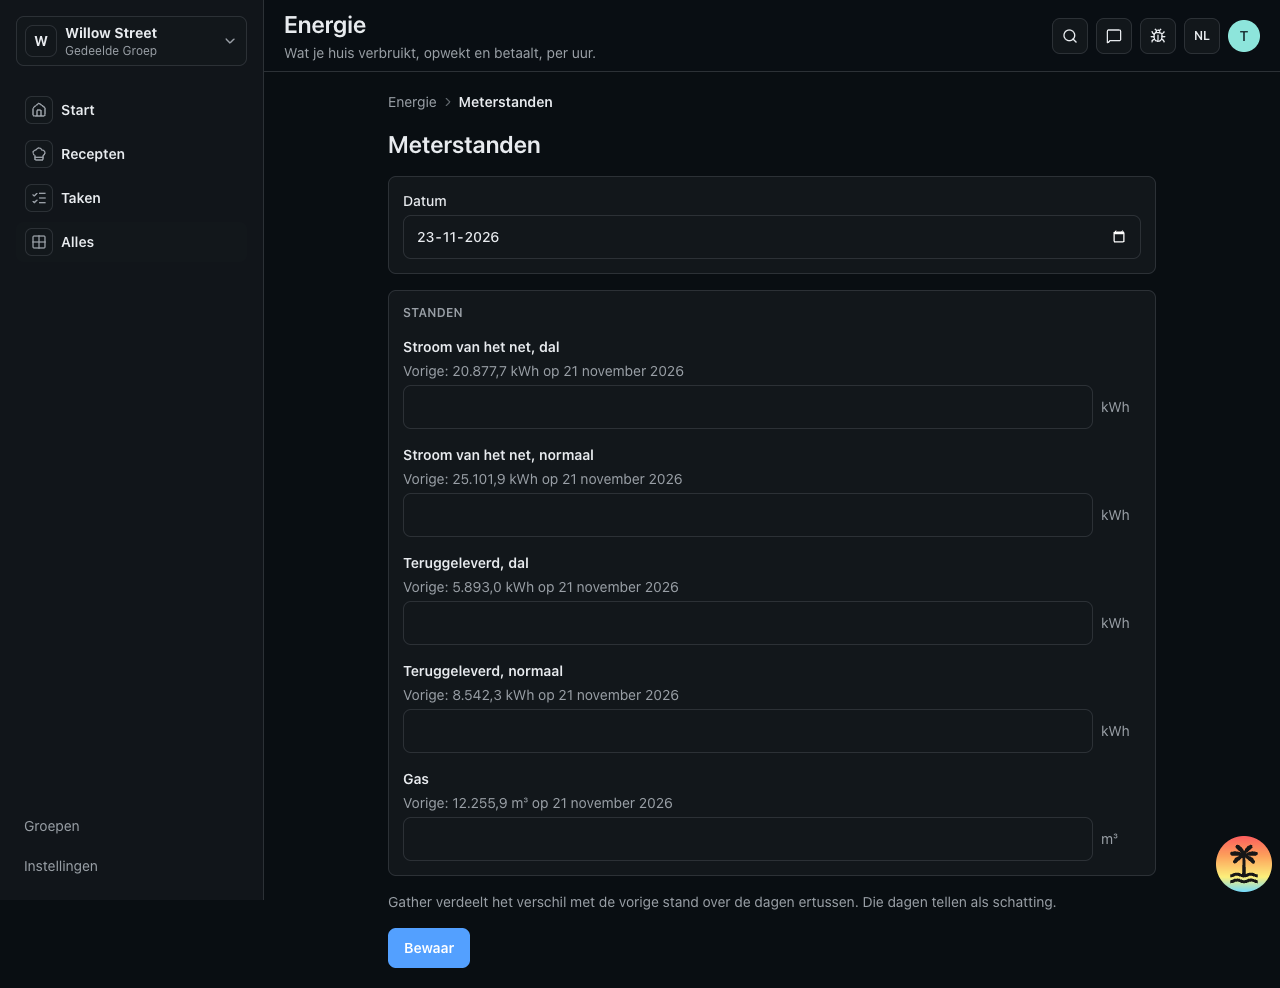 W
Willow Street
Gedeelde Groep
Start
Recepten
Taken
Alles
Groepen
Instellingen
Energie
Wat je huis verbruikt, opwekt en betaalt, per uur.
NL
T
Energie > Meterstanden
Meterstanden
Datum
23-11-2026
STANDEN
Stroom van het net, dal
Vorige: 20.877,7 kWh op 21 november 2026
kWh
Stroom van het net, normaal
Vorige: 25.101,9 kWh op 21 november 2026
kWh
Teruggeleverd, dal
Vorige: 5.893,0 kWh op 21 november 2026
kWh
Teruggeleverd, normaal
Vorige: 8.542,3 kWh op 21 november 2026
kWh
Gas
Vorige: 12.255,9 m³ op 21 november 2026
m³
Gather verdeelt het verschil met de vorige stand over de dagen ertussen. Die dagen tellen als schatting.
Bewaar